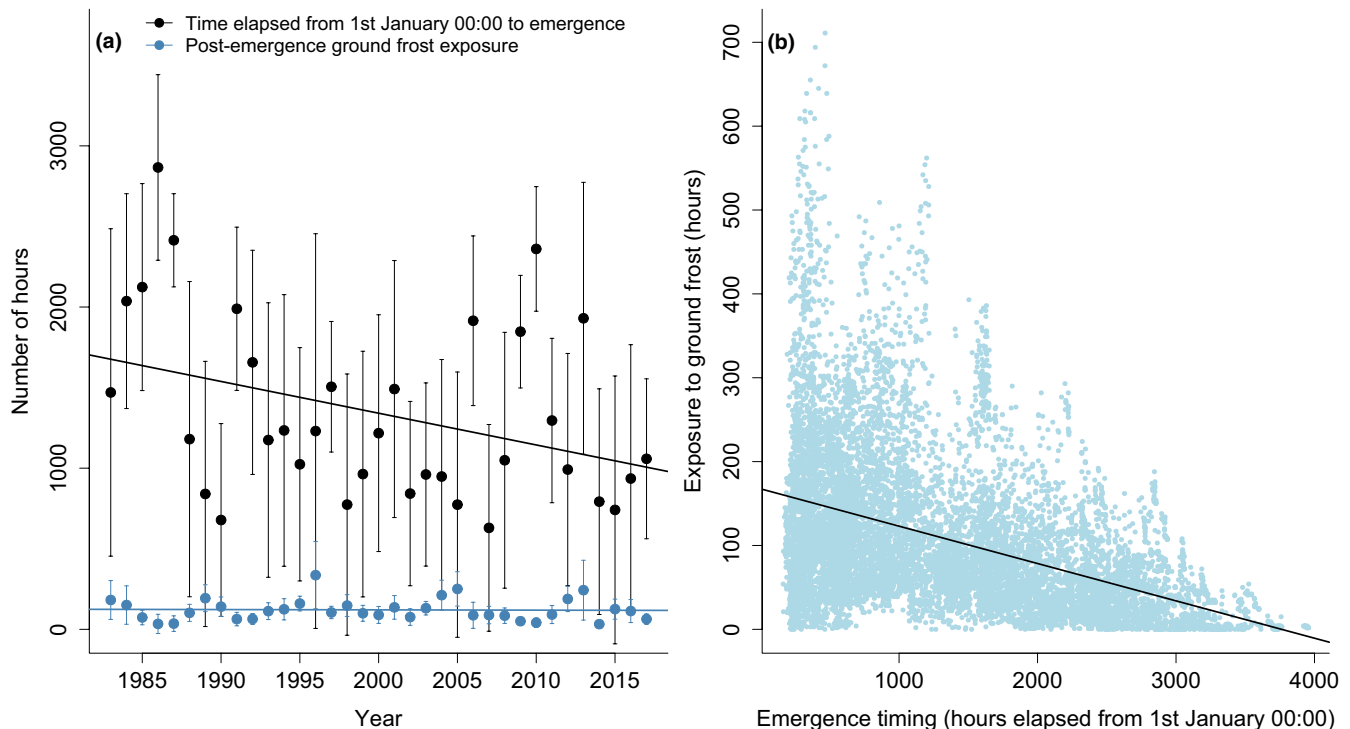 (a)
Time elapsed from 1st January 00:00 to emergence
Post-emergence ground frost exposure
Number of hours
3000
2000
1000
0
1985 1990 1995 2000 2005 2010 2015
Year
(b)
Exposure to ground frost (hours)
700
600
500
400
300
200
100
0
1000 2000 3000 4000
Emergence timing (hours elapsed from 1st January 00:00)